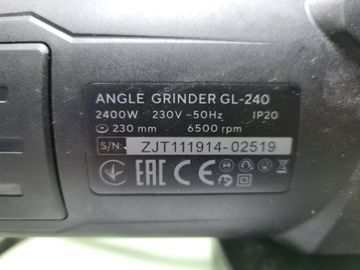 ANGLE GRINDER GL-240
2400W 230V ~50Hz IP20
⌀ 230 mm 6500 rpm
S/N: ZJT111914-02519
EAC CE